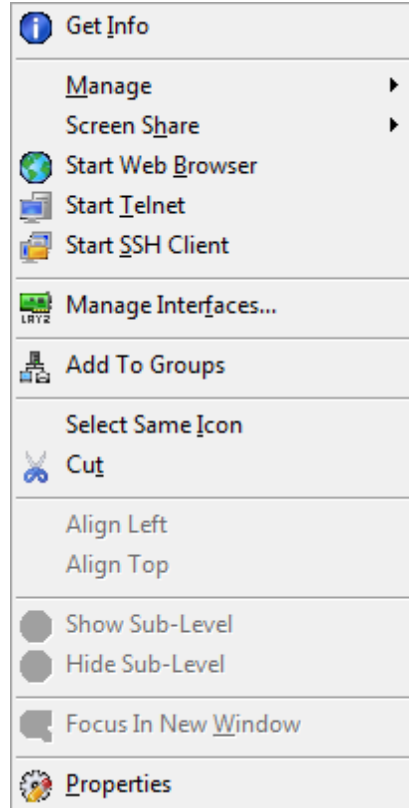 Get Info
Manage
Screen Share
Start Web Browser
Start Telnet
Start SSH Client
LAY2
Manage Interfaces...
Add To Groups
Select Same Icon
Cut
Align Left
Align Top
Show Sub-Level
Hide Sub-Level
Focus In New Window
Properties